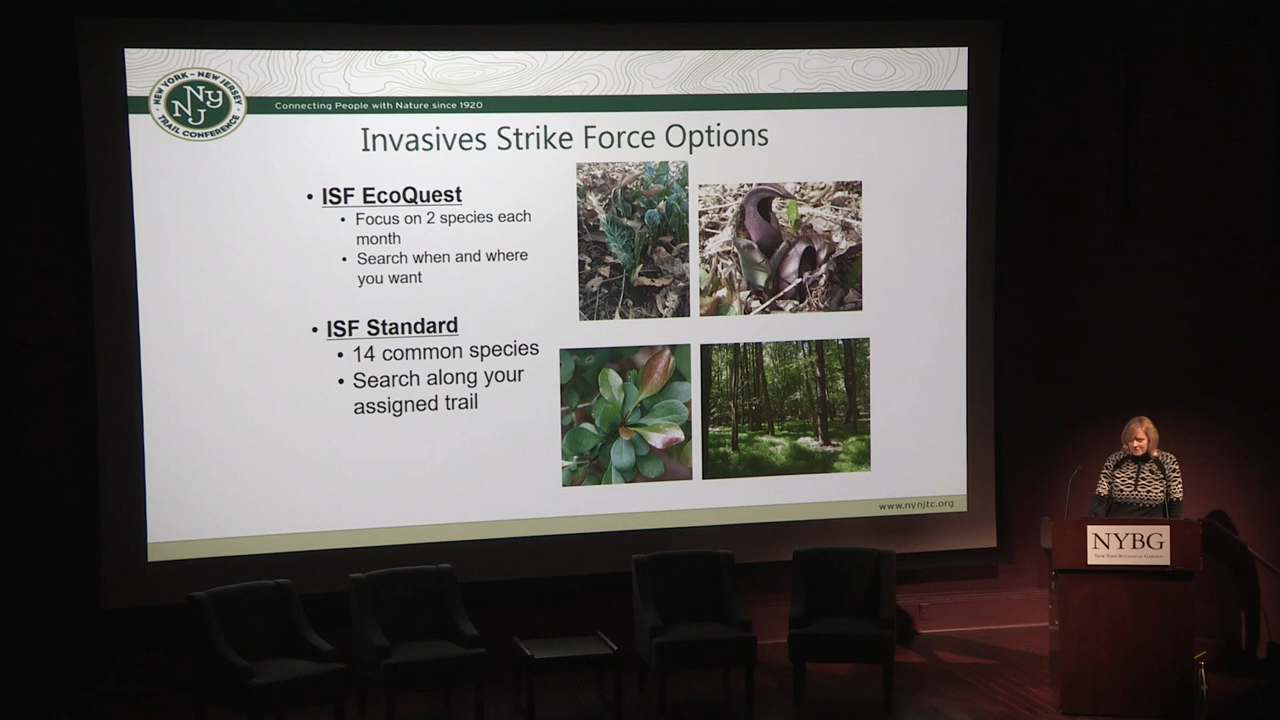 NEW YORK - NEW JERSEY
NY
NJ
TRAIL CONFERENCE
Connecting People with Nature since 1920
Invasives Strike Force Options
• ISF EcoQuest
• Focus on 2 species each
month
• Search when and where
you want
• ISF Standard
• 14 common species
• Search along your
assigned trail
www.nynjtc.org
NYBG
NEW YORK BOTANICAL GARDEN